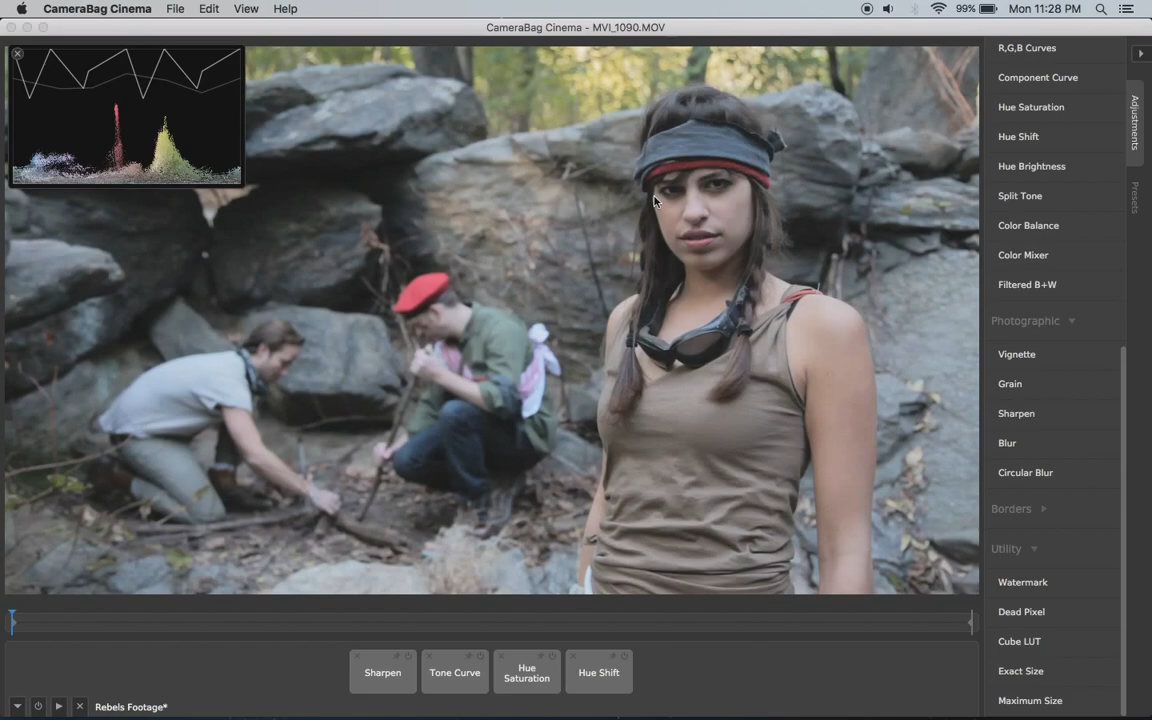 CameraBag Cinema File Edit View Help 99% Mon 11:28 PM
CameraBag Cinema - MVI_1090.MOV
R,G,B Curves
Component Curve
Hue Saturation
Hue Shift
Hue Brightness
Split Tone
Color Balance
Color Mixer
Filtered B+W
Photographic
Vignette
Grain
Sharpen
Blur
Circular Blur
Borders
Utility
Watermark
Dead Pixel
Cube LUT
Exact Size
Maximum Size
Adjustments
Presets
Sharpen
Tone Curve
Hue
Saturation
Hue Shift
Rebels Footage*